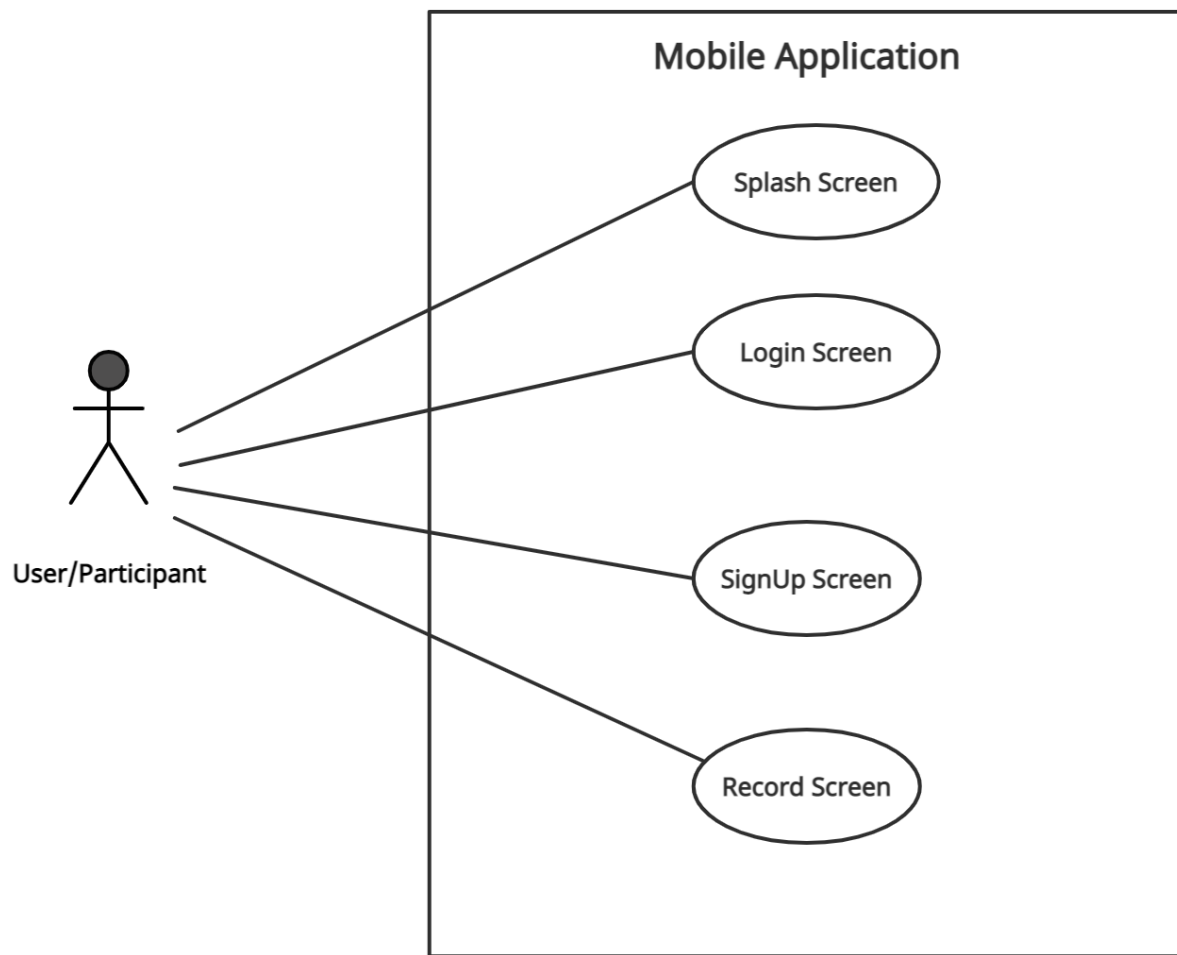 Mobile Application
Splash Screen
Login Screen
User/Participant
SignUp Screen
Record Screen